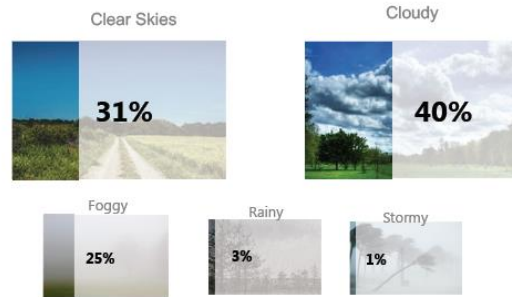 Clear Skies
Cloudy
31%
40%
Foggy
Rainy
Stormy
25%
3%
1%